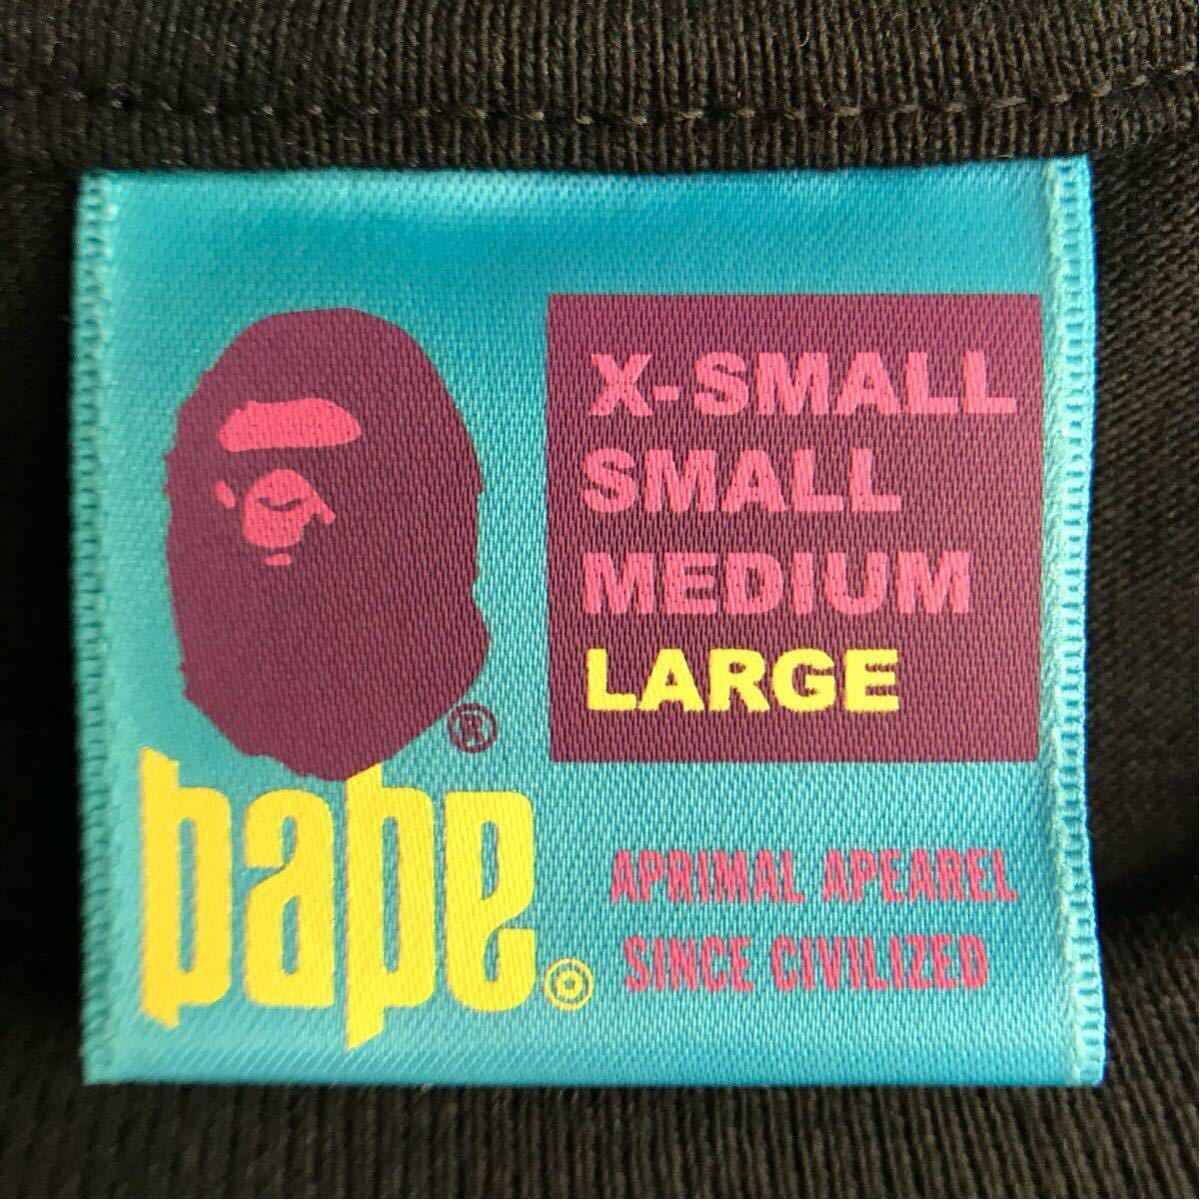 X-SMALL
SMALL
MEDIUM
LARGE
®
bape
APRIMAL APEAREL
SINCE CIVILIZED